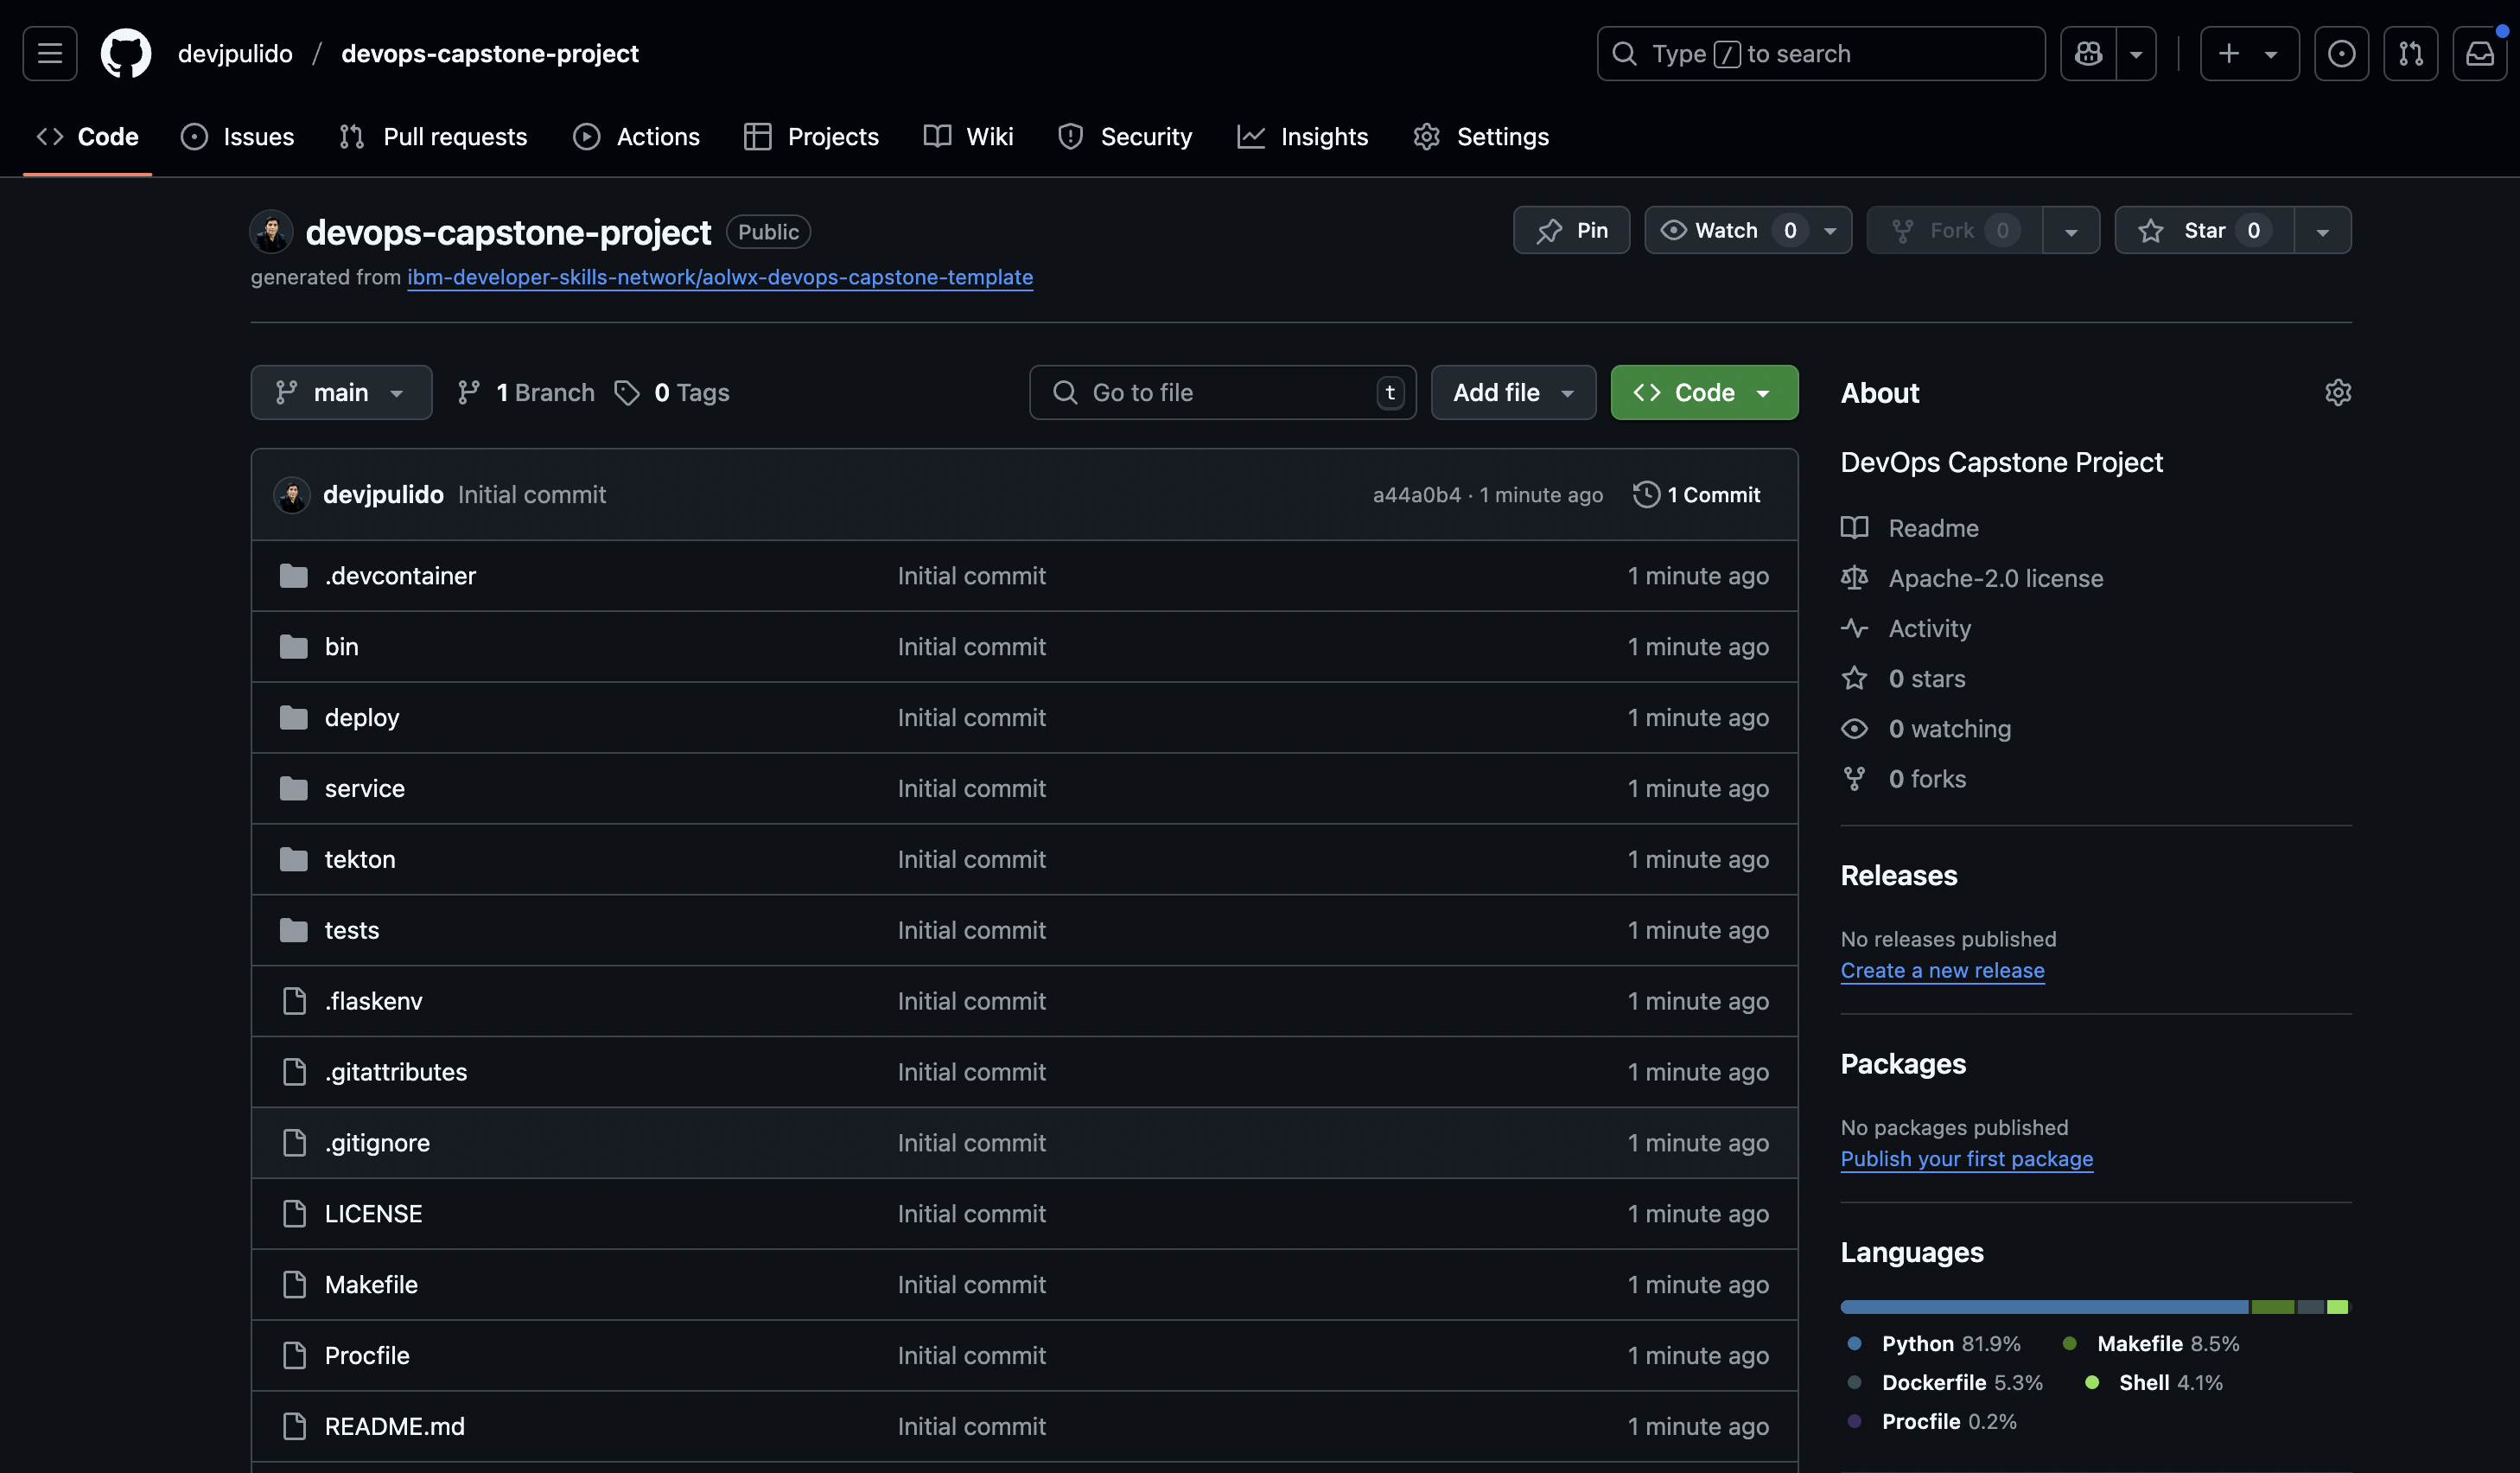 devjpulido / devops-capstone-project
Type / to search
Code Issues Pull requests Actions Projects Wiki Security Insights Settings
devops-capstone-project Public
Pin Watch 0 Fork 0 Star 0
generated from ibm-developer-skills-network/aolwx-devops-capstone-template
main 1 Branch 0 Tags Go to file t Add file Code
devjpulido Initial commit a44a0b4 · 1 minute ago 1 Commit
.devcontainer Initial commit 1 minute ago
bin Initial commit 1 minute ago
deploy Initial commit 1 minute ago
service Initial commit 1 minute ago
tekton Initial commit 1 minute ago
tests Initial commit 1 minute ago
.flaskenv Initial commit 1 minute ago
.gitattributes Initial commit 1 minute ago
.gitignore Initial commit 1 minute ago
LICENSE Initial commit 1 minute ago
Makefile Initial commit 1 minute ago
Procfile Initial commit 1 minute ago
README.md Initial commit 1 minute ago
About
DevOps Capstone Project
Readme
Apache-2.0 license
Activity
0 stars
0 watching
0 forks
Releases
No releases published
Create a new release
Packages
No packages published
Publish your first package
Languages
Python 81.9% Makefile 8.5%
Dockerfile 5.3% Shell 4.1%
Procfile 0.2%